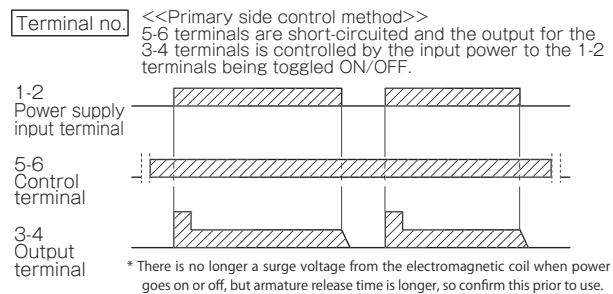 Terminal no.
<<Primary side control method>>
5-6 terminals are short-circuited and the output for the
3-4 terminals is controlled by the input power to the 1-2
terminals being toggled ON/OFF.
1-2
Power supply
input terminal
5-6
Control
terminal
3-4
Output
terminal
* There is no longer a surge voltage from the electromagnetic coil when power
goes on or off, but armature release time is longer, so confirm this prior to use.